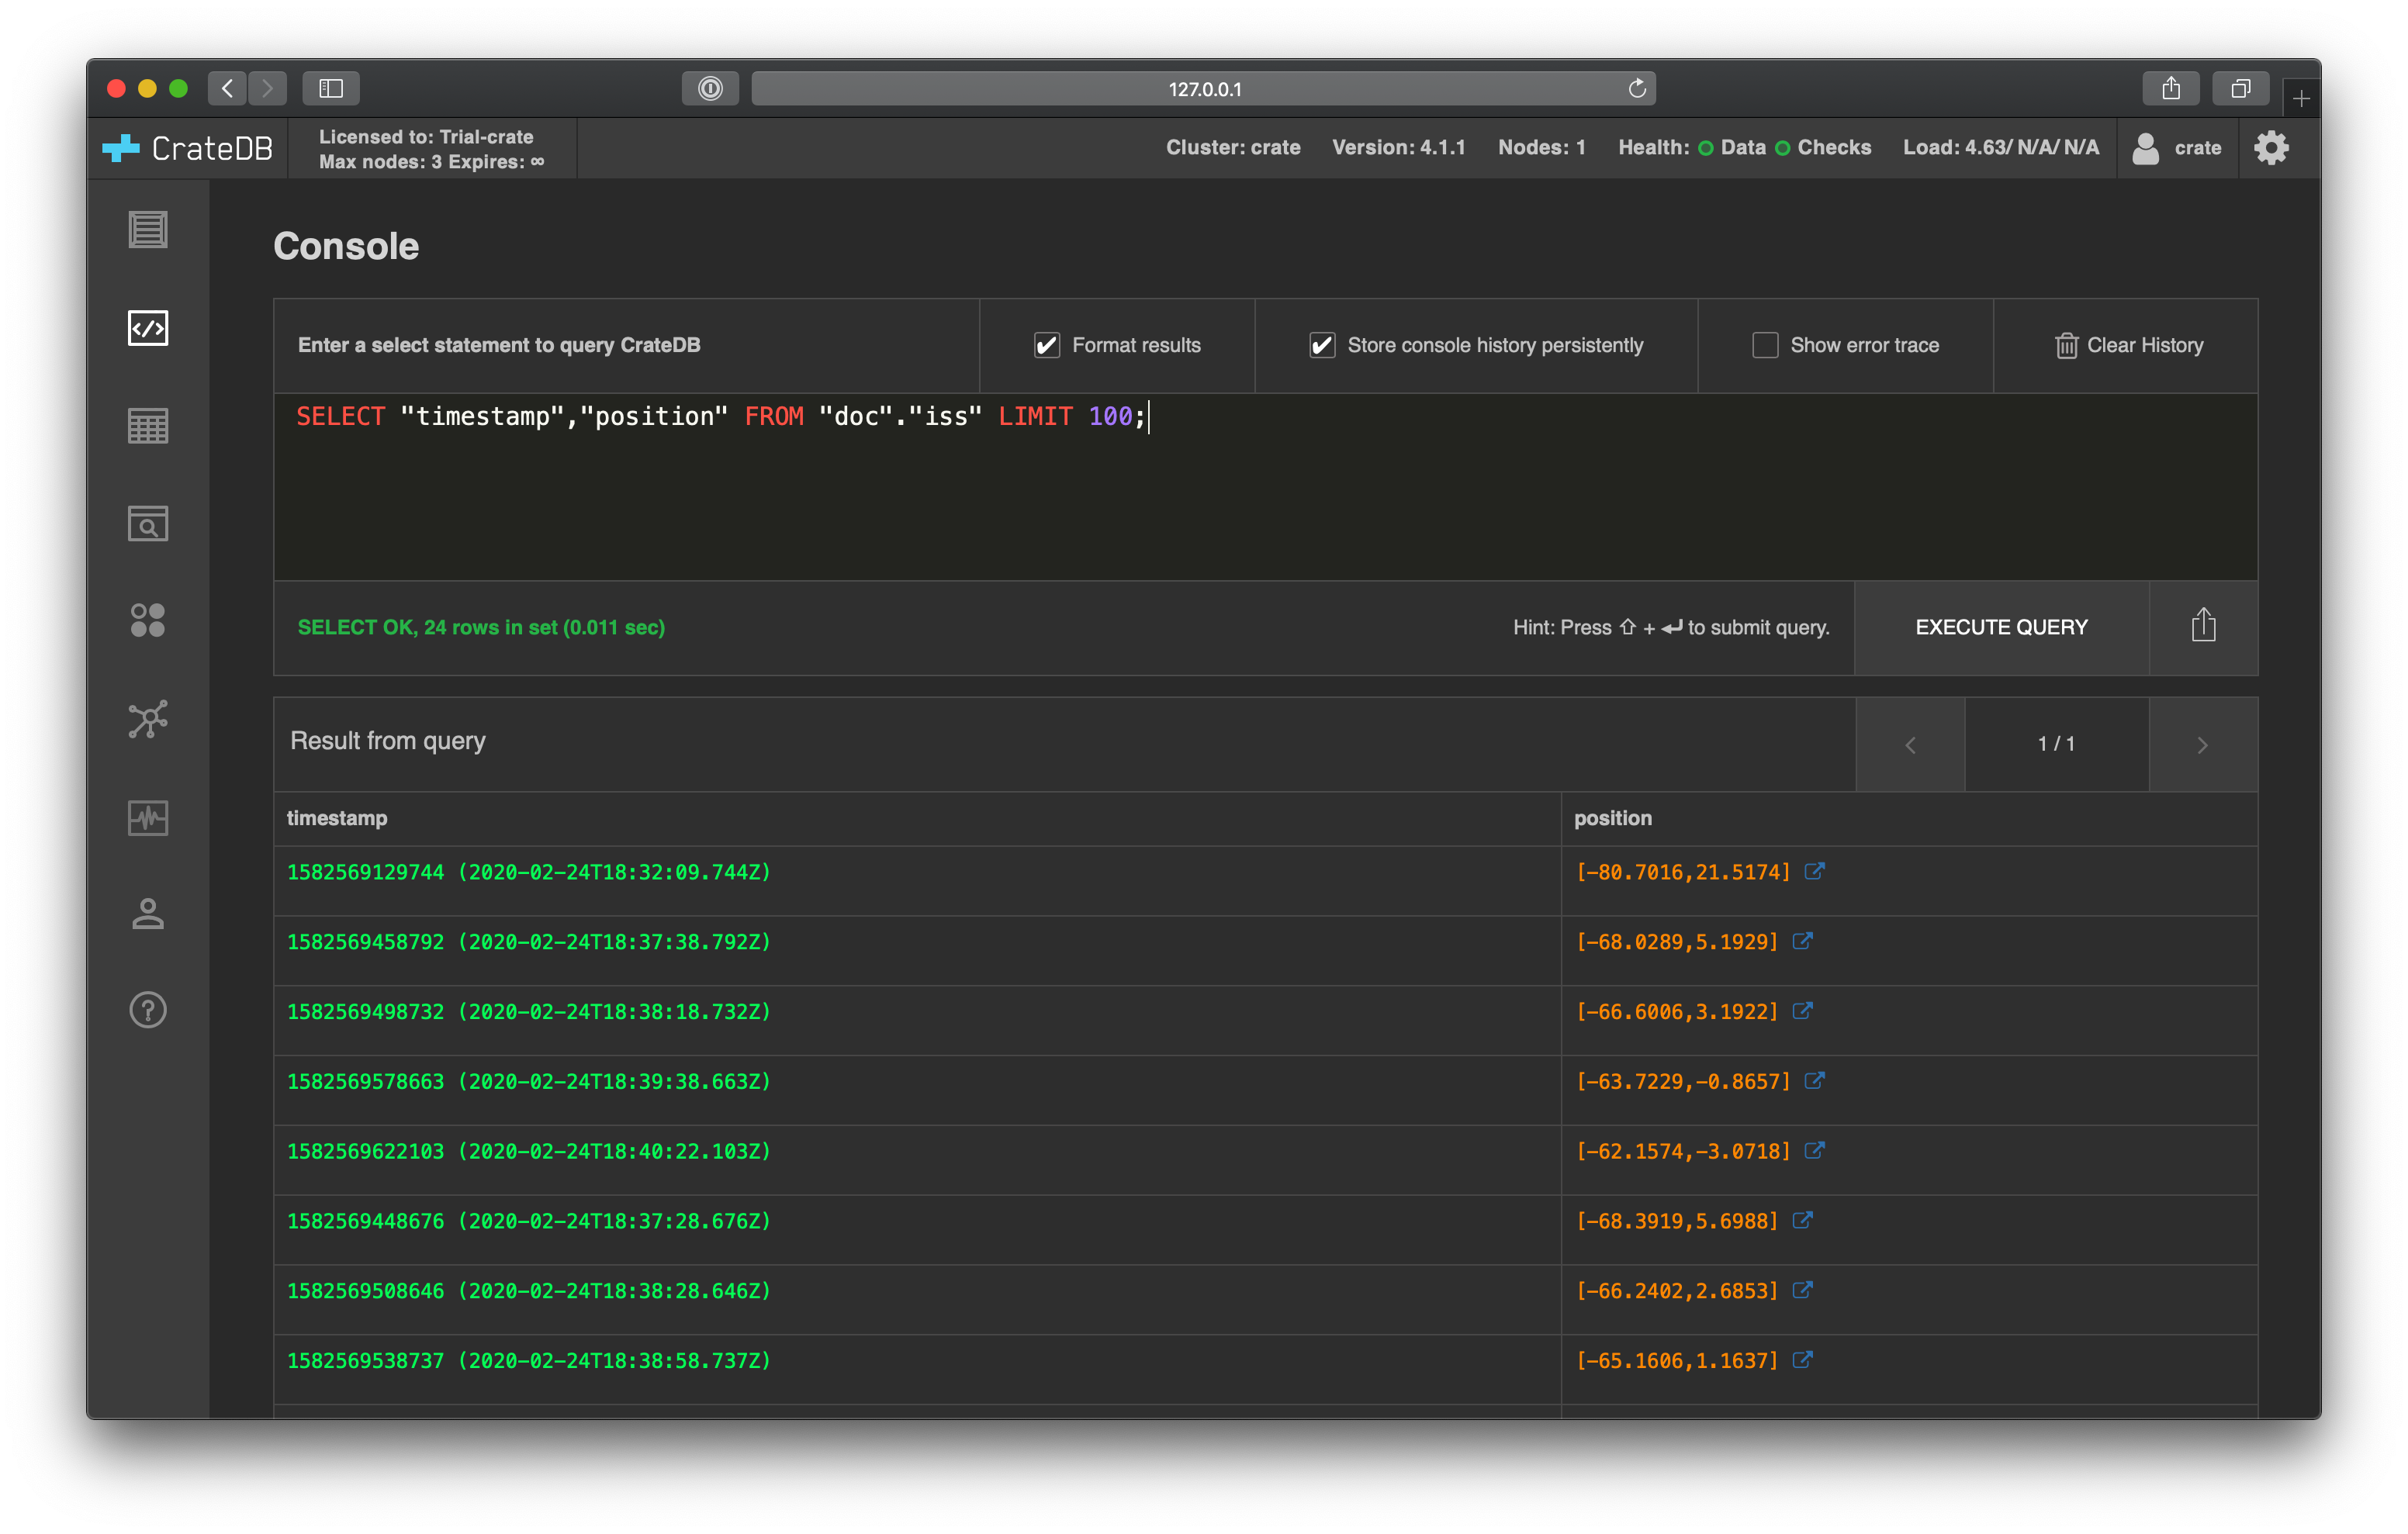 127.0.0.1
CrateDB
Licensed to: Trial-crate
Max nodes: 3 Expires: ∞
Cluster: crate Version: 4.1.1 Nodes: 1 Health: Data Checks Load: 4.63/ N/A/ N/A crate
Console
Enter a select statement to query CrateDB Format results Store console history persistently Show error trace Clear History
SELECT "timestamp","position" FROM "doc"."iss" LIMIT 100;
SELECT OK, 24 rows in set (0.011 sec) Hint: Press ⇧ + ↵ to submit query. EXECUTE QUERY
Result from query 1 / 1
timestamp position
1582569129744 (2020-02-24T18:32:09.744Z) [-80.7016,21.5174]
1582569458792 (2020-02-24T18:37:38.792Z) [-68.0289,5.1929]
1582569498732 (2020-02-24T18:38:18.732Z) [-66.6006,3.1922]
1582569578663 (2020-02-24T18:39:38.663Z) [-63.7229,-0.8657]
1582569622103 (2020-02-24T18:40:22.103Z) [-62.1574,-3.0718]
1582569448676 (2020-02-24T18:37:28.676Z) [-68.3919,5.6988]
1582569508646 (2020-02-24T18:38:28.646Z) [-66.2402,2.6853]
1582569538737 (2020-02-24T18:38:58.737Z) [-65.1606,1.1637]